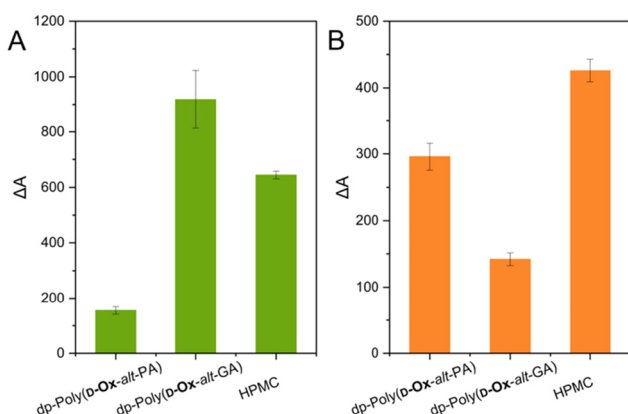 A
1200
1000
800
600
400
200
0
ΔA
dp-Poly(D-Ox-alt-PA)
dp-Poly(D-Ox-alt-GA)
HPMC
B
500
400
300
200
100
0
ΔA
dp-Poly(D-Ox-alt-PA)
dp-Poly(D-Ox-alt-GA)
HPMC